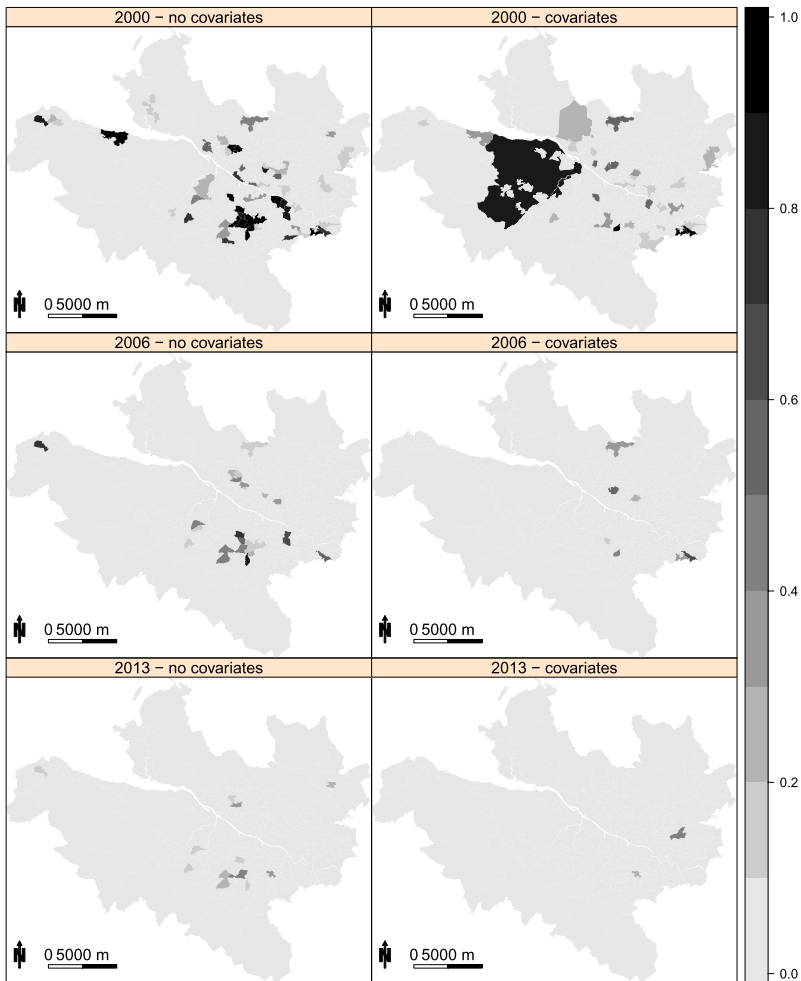 2000 − no covariates
2000 − covariates
1.0
N
0 5000 m
N
0 5000 m
0.8
2006 − no covariates
2006 − covariates
0.6
N
0 5000 m
N
0 5000 m
0.4
2013 − no covariates
2013 − covariates
0.2
N
0 5000 m
N
0 5000 m
0.0